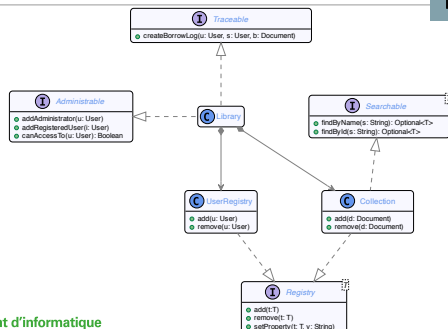 I Traceable
createBorrowLog(u: User, s: User, b: Document)
I Administrable
addAdministrator(u: User)
addRegisteredUser(i: User)
canAccessTo(u: User): Boolean
C Library
I Searchable
findByName(s: String): Optional<T>
findById(s: String): Optional<T>
C UserRegistry
add(u: User)
remove(u: User)
C Collection
add(d: Document)
remove(d: Document)
I Registry
T
add(t:T)
remove(t: T)
setProperty(t: T, v: String)
nt d'informatique